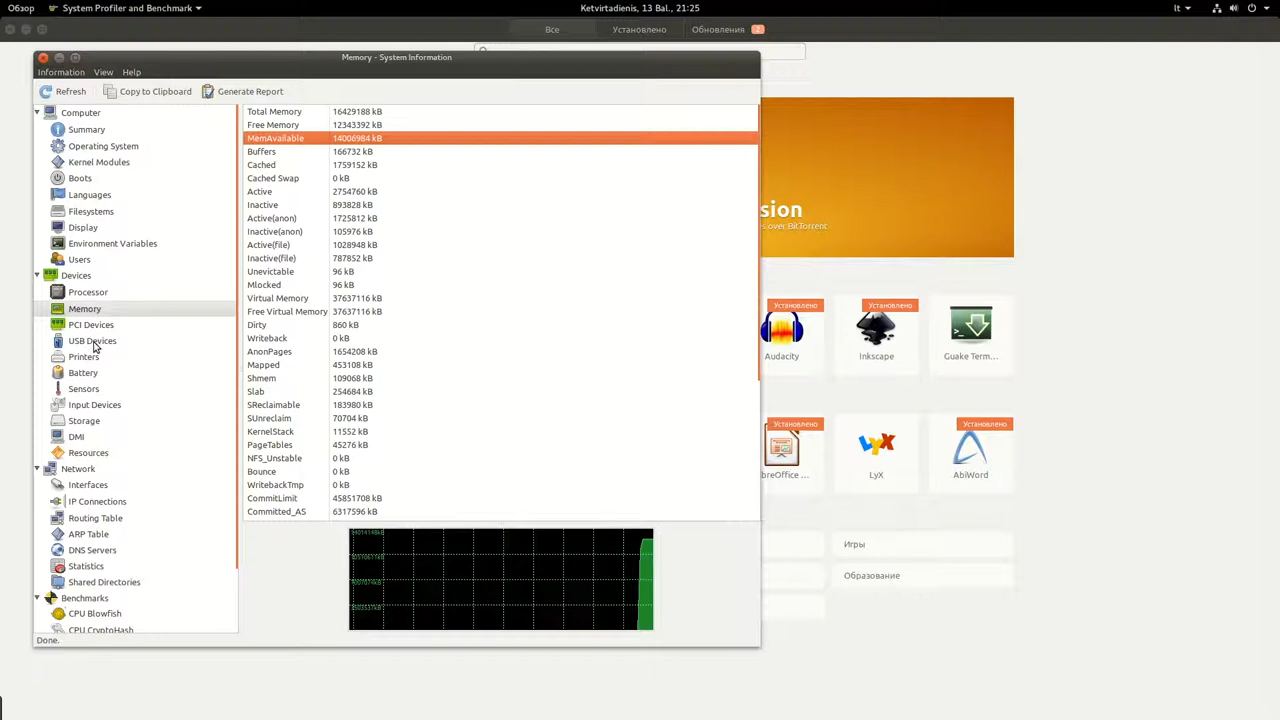 Обзор System Profiler and Benchmark Ketvirtadienis, 13 Bal., 21:25 lt
Все Установлено Обновления 2
Memory - System Information
Information View Help
Refresh Copy to Clipboard Generate Report
Computer
Summary
Operating System
Kernel Modules
Boots
Languages
Filesystems
Display
Environment Variables
Users
Devices
Processor
Memory
PCI Devices
USB Devices
Printers
Battery
Sensors
Input Devices
Storage
DMI
Resources
Network
Interfaces
IP Connections
Routing Table
ARP Table
DNS Servers
Statistics
Shared Directories
Benchmarks
CPU Blowfish
CPU CryptoHash
Done.
Total Memory 16429188 kB
Free Memory 12343392 kB
MemAvailable 14006984 kB
Buffers 166732 kB
Cached 1759152 kB
Cached Swap 0 kB
Active 2754760 kB
Inactive 893828 kB
Active(anon) 1725812 kB
Inactive(anon) 105976 kB
Active(file) 1028948 kB
Inactive(file) 787852 kB
Unevictable 96 kB
Mlocked 96 kB
Virtual Memory 37637116 kB
Free Virtual Memory 37637116 kB
Dirty 860 kB
Writeback 0 kB
AnonPages 1654208 kB
Mapped 453108 kB
Shmem 109068 kB
Slab 254684 kB
SReclaimable 183980 kB
SUnreclaim 70704 kB
KernelStack 11552 kB
PageTables 45276 kB
NFS_Unstable 0 kB
Bounce 0 kB
WritebackTmp 0 kB
CommitLimit 45851708 kB
Committed_AS 6317596 kB
sion
es over BitTorrent
Установлено Установлено
Audacity Inkscape Guake Term...
Установлено Установлено
breOffice ... LyX AbiWord
LyX
Игры
Образование